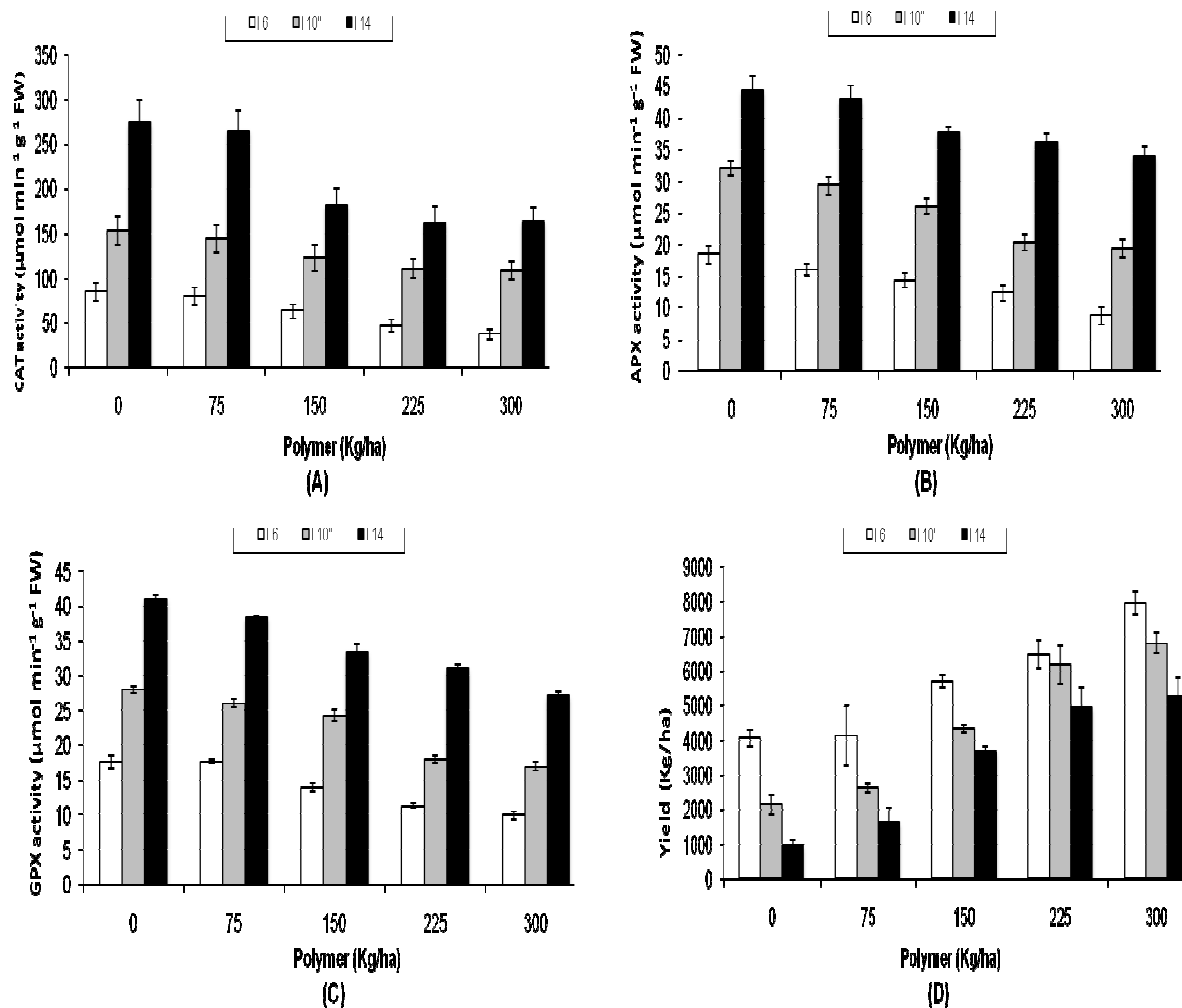 I 6 I 10" I 14
CAT activity (µmol min⁻¹ g⁻¹ FW)
350
300
250
200
150
100
50
0
0 75 150 225 300
Polymer (Kg/ha)
(A)
I 6 I 10" I 14
APX activity (µmol min⁻¹ g⁻¹ FW)
50
45
40
35
30
25
20
15
10
5
0
0 75 150 225 300
Polymer (Kg/ha)
(B)
I 6 I 10" I 14
GPX activity (µmol min⁻¹ g⁻¹ FW)
45
40
35
30
25
20
15
10
5
0
0 75 150 225 300
Polymer (Kg/ha)
(C)
I 6 I 10' I 14
Yield (Kg/ha)
9000
8000
7000
6000
5000
4000
3000
2000
1000
0
0 75 150 225 300
Polymer (Kg/ha)
(D)